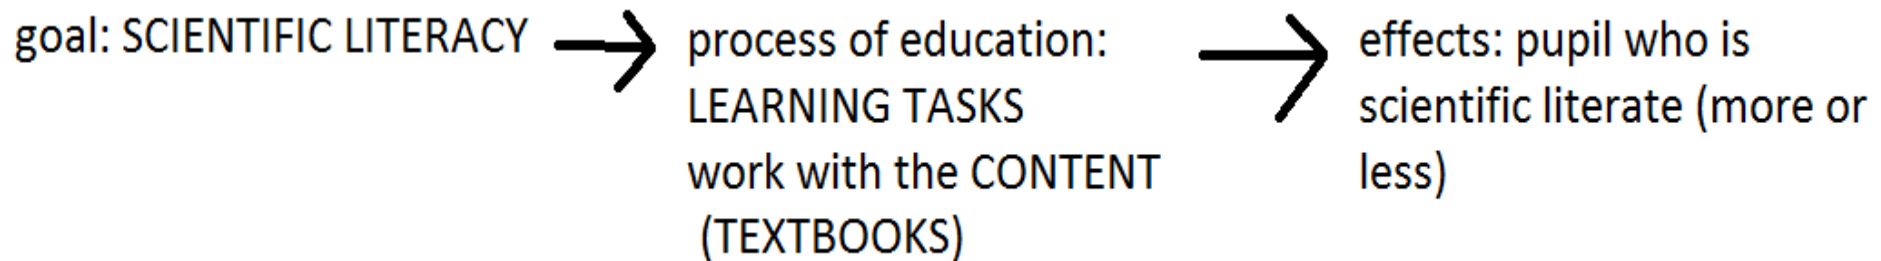 goal: SCIENTIFIC LITERACY
process of education:
LEARNING TASKS
work with the CONTENT
(TEXTBOOKS)
effects: pupil who is
scientific literate (more or
less)